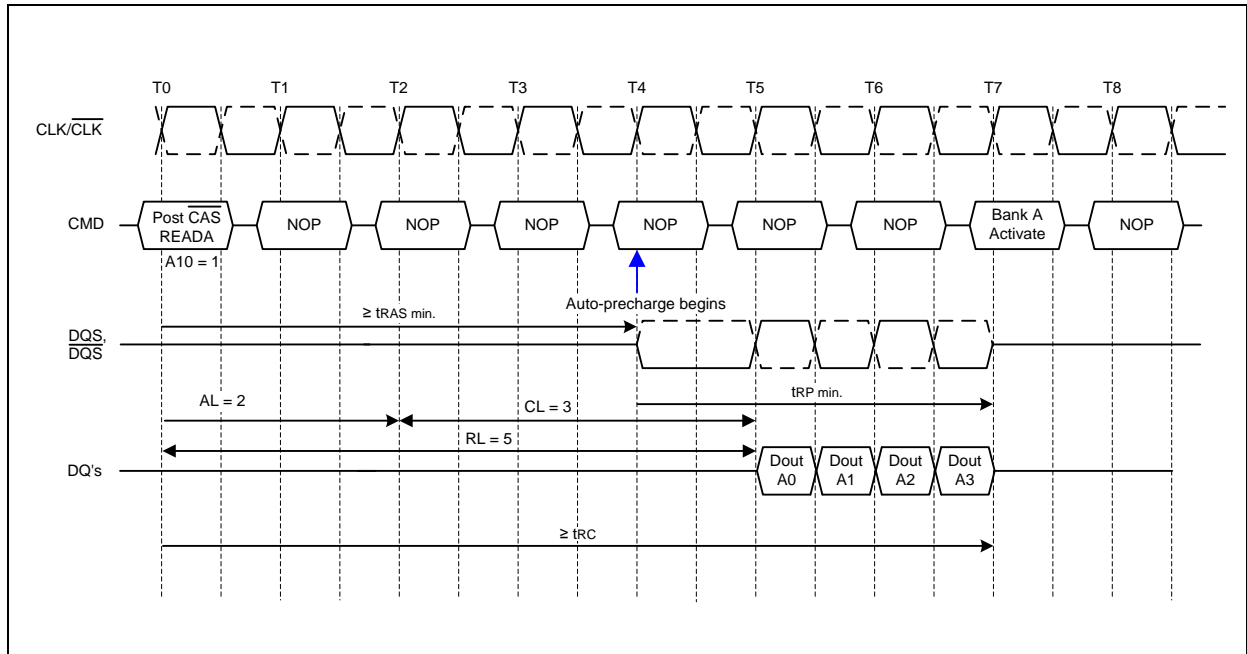 T0 T1 T2 T3 T4 T5 T6 T7 T8
CLK/CLK
CMD
Post CAS
READA
NOP NOP NOP NOP NOP NOP
Bank A
Activate
NOP
A10 = 1
Auto-precharge begins
≥ tRAS min.
DQS,
DQS
tRP min.
AL = 2
CL = 3
RL = 5
DQ's
Dout
A0
Dout
A1
Dout
A2
Dout
A3
≥ tRC